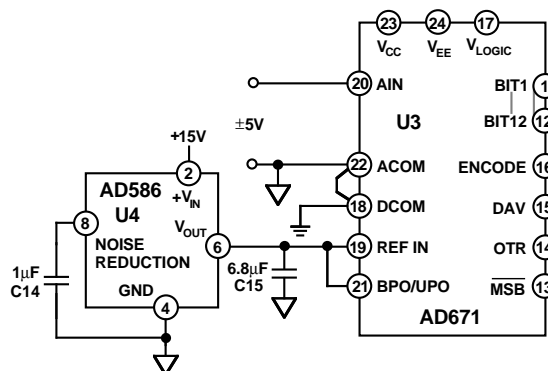 23 24 17
VCC VEE VLOGIC
20 AIN BIT1 1
U3
±5V BIT12 12
+15V
22 ACOM ENCODE 16
2
AD586 +VIN
U4
18 DCOM DAV 15
8 VOUT
NOISE REDUCTION 6
19 REF IN OTR 14
1µF
C14
6.8µF
C15
GND
4
21 BPO/UPO MSB 13
AD671